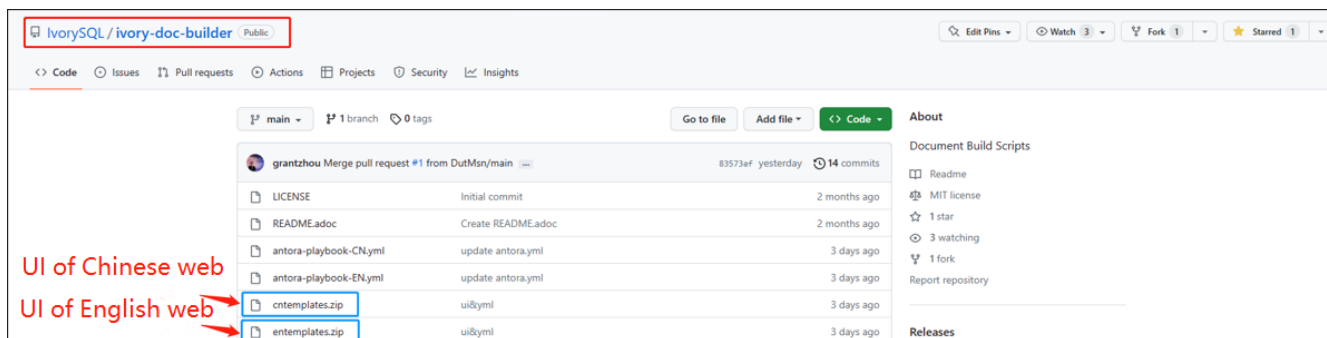 IvorySQL / ivory-doc-builder Public
Edit Pins Watch 3 Fork 1 Starred 1
Code Issues Pull requests Actions Projects Security Insights
main 1 branch 0 tags Go to file Add file Code
About
Document Build Scripts
grantzhou Merge pull request #1 from DutMsn/main ... 83573ef yesterday 14 commits
Readme
LICENSE Initial commit 2 months ago
MIT license
README.adoc Create README.adoc 2 months ago
1 star
3 watching
antora-playbook-CN.yml update antora.yml 3 days ago
1 fork
UI of Chinese web
antora-playbook-EN.yml update antora.yml 3 days ago
Report repository
UI of English web
cntemplates.zip ui&yml 3 days ago
entemplates.zip ui&yml 3 days ago
Releases